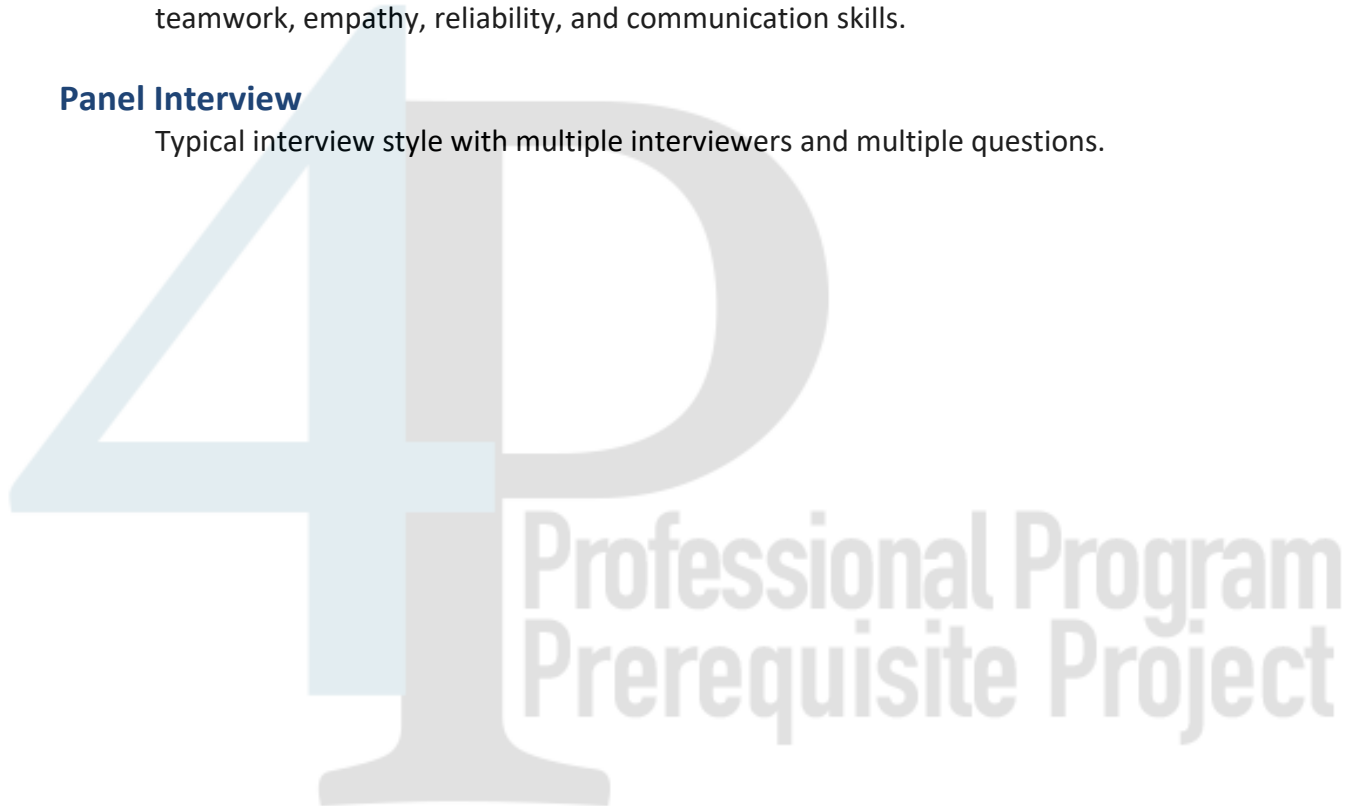 teamwork, empathy, reliability, and communication skills.
Panel Interview
Typical interview style with multiple interviewers and multiple questions.
4P
Professional Program
Prerequisite Project